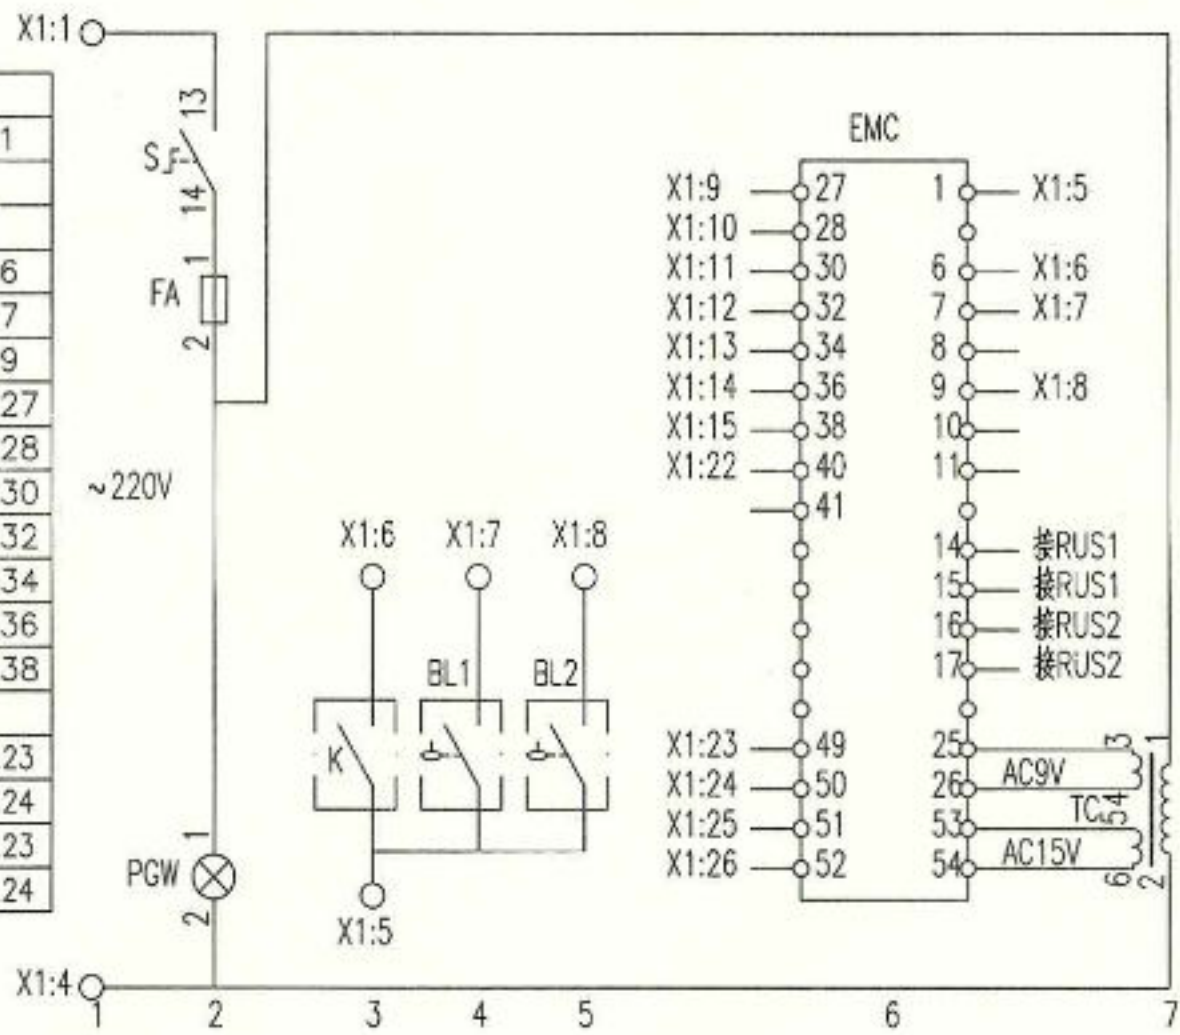 X1:1
1
6
7
9
27
28
30
32
34
36
38
23
24
23
24
13
S
14
1
FA
2
~220V
1
PGW
2
X1:4
X1:6 X1:7 X1:8
BL1 BL2
K
X1:5
EMC
X1:9 27 1 X1:5
X1:10 28
X1:11 30 6 X1:6
X1:12 32 7 X1:7
X1:13 34 8
X1:14 36 9 X1:8
X1:15 38 10
X1:22 40 11
41
14 接RUS1
15 接RUS1
16 接RUS2
17 接RUS2
X1:23 49 25 3 1
AC9V
X1:24 50 26
TC 54
X1:25 51 53
AC15V
X1:26 52 54 6 2
1 2 3 4 5 6 7